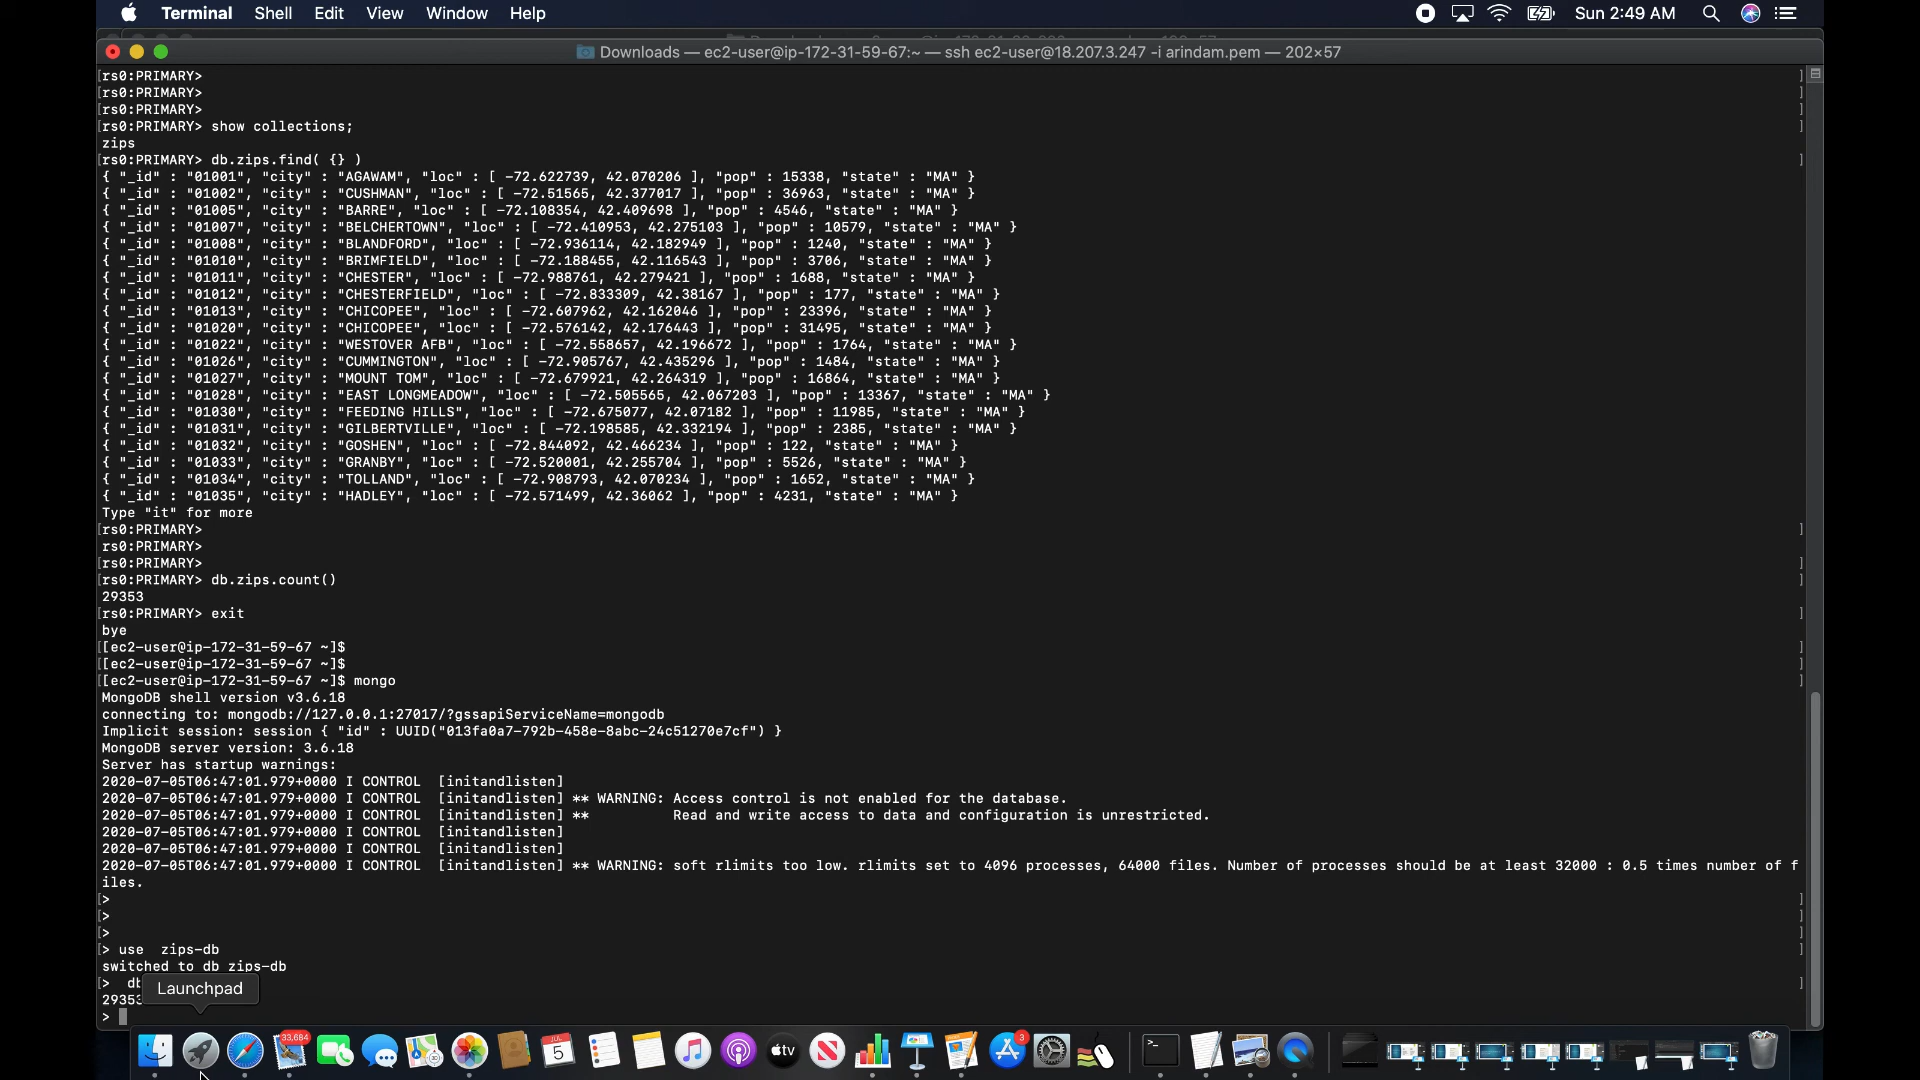 Terminal Shell Edit View Window Help Sun 2:49 AM
Downloads — ec2-user@ip-172-31-59-67:~ — ssh ec2-user@18.207.3.247 -i arindam.pem — 202×57
[rs0:PRIMARY> ]
[rs0:PRIMARY> ]
[rs0:PRIMARY> ]
[rs0:PRIMARY> show collections; ]
zips
[rs0:PRIMARY> db.zips.find( {} ) ]
{ "_id" : "01001", "city" : "AGAWAM", "loc" : [ -72.622739, 42.070206 ], "pop" : 15338, "state" : "MA" }
{ "_id" : "01002", "city" : "CUSHMAN", "loc" : [ -72.51565, 42.377017 ], "pop" : 36963, "state" : "MA" }
{ "_id" : "01005", "city" : "BARRE", "loc" : [ -72.108354, 42.409698 ], "pop" : 4546, "state" : "MA" }
{ "_id" : "01007", "city" : "BELCHERTOWN", "loc" : [ -72.410953, 42.275103 ], "pop" : 10579, "state" : "MA" }
{ "_id" : "01008", "city" : "BLANDFORD", "loc" : [ -72.936114, 42.182949 ], "pop" : 1240, "state" : "MA" }
{ "_id" : "01010", "city" : "BRIMFIELD", "loc" : [ -72.188455, 42.116543 ], "pop" : 3706, "state" : "MA" }
{ "_id" : "01011", "city" : "CHESTER", "loc" : [ -72.988761, 42.279421 ], "pop" : 1688, "state" : "MA" }
{ "_id" : "01012", "city" : "CHESTERFIELD", "loc" : [ -72.833309, 42.38167 ], "pop" : 177, "state" : "MA" }
{ "_id" : "01013", "city" : "CHICOPEE", "loc" : [ -72.607962, 42.162046 ], "pop" : 23396, "state" : "MA" }
{ "_id" : "01020", "city" : "CHICOPEE", "loc" : [ -72.576142, 42.176443 ], "pop" : 31495, "state" : "MA" }
{ "_id" : "01022", "city" : "WESTOVER AFB", "loc" : [ -72.558657, 42.196672 ], "pop" : 1764, "state" : "MA" }
{ "_id" : "01026", "city" : "CUMMINGTON", "loc" : [ -72.905767, 42.435296 ], "pop" : 1484, "state" : "MA" }
{ "_id" : "01027", "city" : "MOUNT TOM", "loc" : [ -72.679921, 42.264319 ], "pop" : 16864, "state" : "MA" }
{ "_id" : "01028", "city" : "EAST LONGMEADOW", "loc" : [ -72.505565, 42.067203 ], "pop" : 13367, "state" : "MA" }
{ "_id" : "01030", "city" : "FEEDING HILLS", "loc" : [ -72.675077, 42.07182 ], "pop" : 11985, "state" : "MA" }
{ "_id" : "01031", "city" : "GILBERTVILLE", "loc" : [ -72.198585, 42.332194 ], "pop" : 2385, "state" : "MA" }
{ "_id" : "01032", "city" : "GOSHEN", "loc" : [ -72.844092, 42.466234 ], "pop" : 122, "state" : "MA" }
{ "_id" : "01033", "city" : "GRANBY", "loc" : [ -72.520001, 42.255704 ], "pop" : 5526, "state" : "MA" }
{ "_id" : "01034", "city" : "TOLLAND", "loc" : [ -72.908793, 42.070234 ], "pop" : 1652, "state" : "MA" }
{ "_id" : "01035", "city" : "HADLEY", "loc" : [ -72.571499, 42.36062 ], "pop" : 4231, "state" : "MA" }
Type "it" for more
[rs0:PRIMARY> ]
rs0:PRIMARY>
[rs0:PRIMARY> ]
[rs0:PRIMARY> db.zips.count() ]
29353
[rs0:PRIMARY> exit ]
bye
[[ec2-user@ip-172-31-59-67 ~]$ ]
[[ec2-user@ip-172-31-59-67 ~]$ ]
[[ec2-user@ip-172-31-59-67 ~]$ mongo ]
MongoDB shell version v3.6.18
connecting to: mongodb://127.0.0.1:27017/?gssapiServiceName=mongodb
Implicit session: session { "id" : UUID("013fa0a7-792b-458e-8abc-24c51270e7cf") }
MongoDB server version: 3.6.18
Server has startup warnings:
2020-07-05T06:47:01.979+0000 I CONTROL [initandlisten]
2020-07-05T06:47:01.979+0000 I CONTROL [initandlisten] ** WARNING: Access control is not enabled for the database.
2020-07-05T06:47:01.979+0000 I CONTROL [initandlisten] ** Read and write access to data and configuration is unrestricted.
2020-07-05T06:47:01.979+0000 I CONTROL [initandlisten]
2020-07-05T06:47:01.979+0000 I CONTROL [initandlisten]
2020-07-05T06:47:01.979+0000 I CONTROL [initandlisten] ** WARNING: soft rlimits too low. rlimits set to 4096 processes, 64000 files. Number of processes should be at least 32000 : 0.5 times number of f
iles.
[> ]
[> ]
[> ]
[> use zips-db ]
switched to db zips-db
[> db ]
Launchpad
29353
>
33,684
JUL
5
tv
3